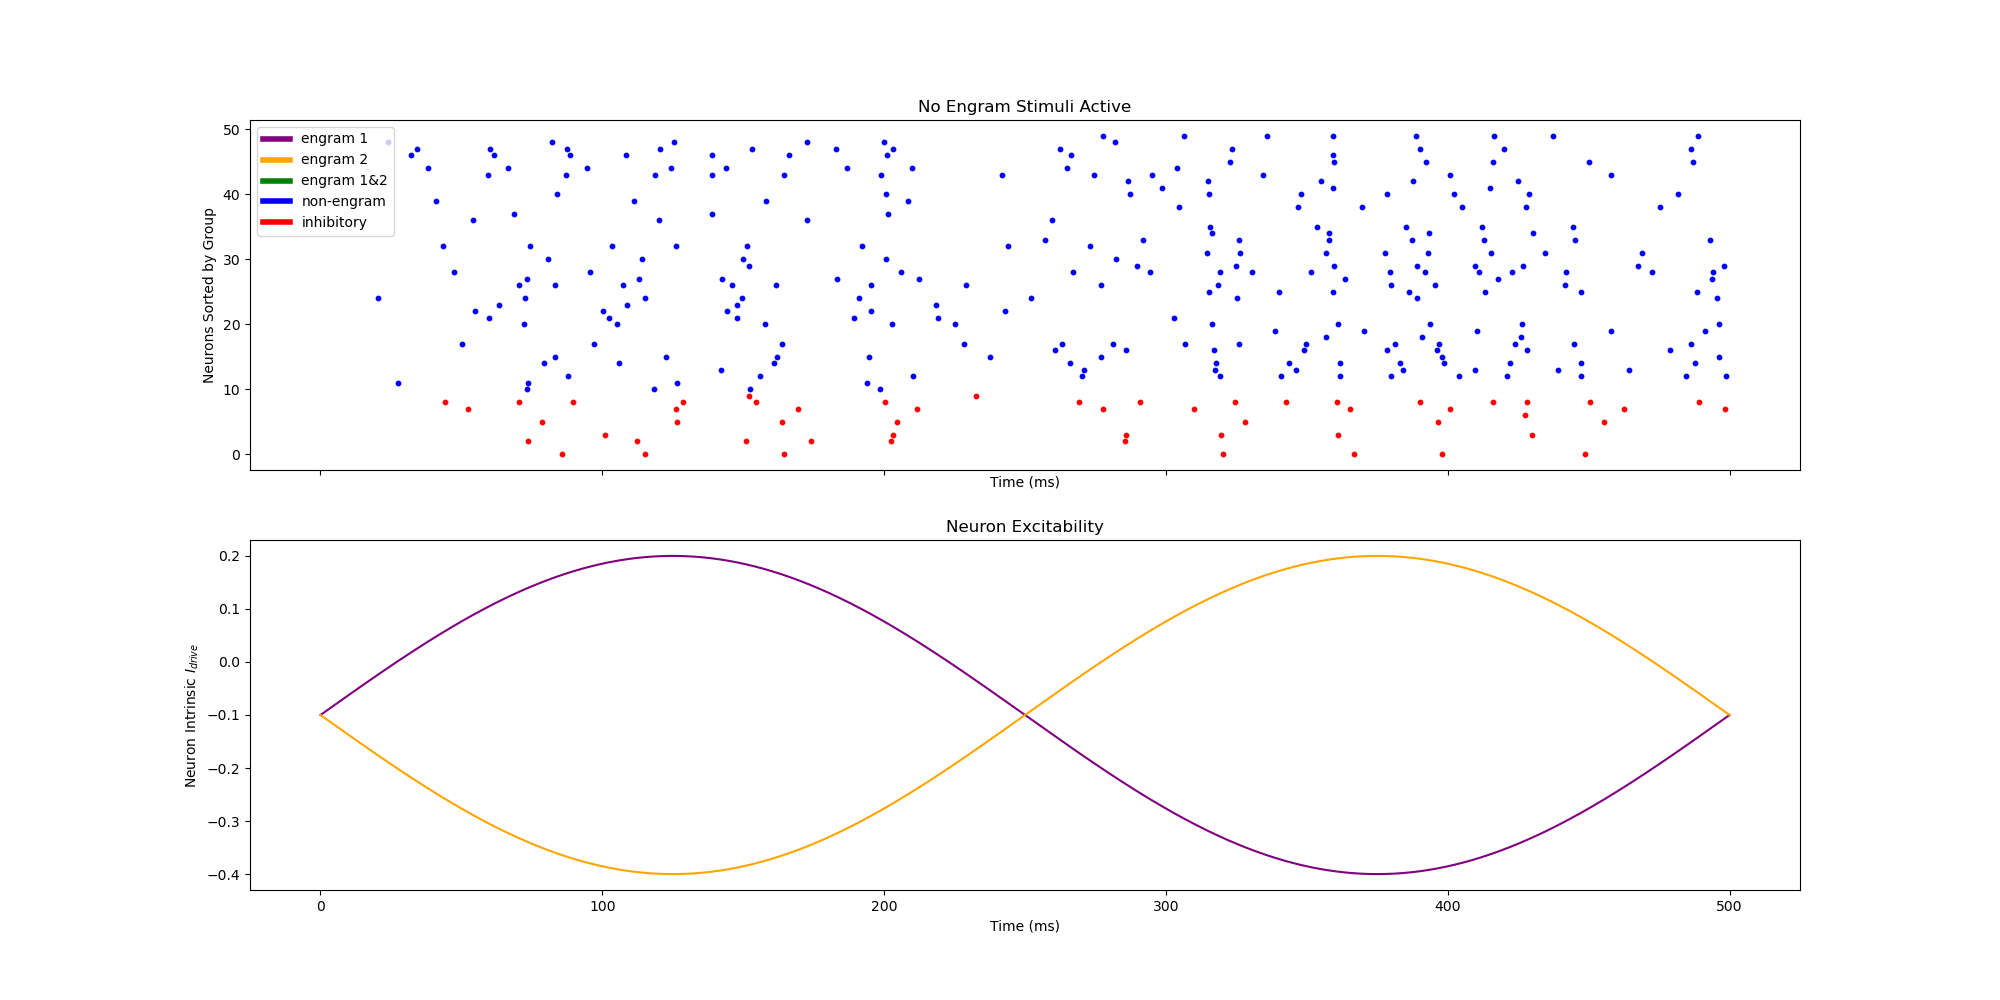 No Engram Stimuli Active
50
40
30
20
10
0
Neurons Sorted by Group
engram 1
engram 2
engram 1&2
non-engram
inhibitory
Time (ms)
Neuron Excitability
0.2
0.1
0.0
−0.1
−0.2
−0.3
−0.4
Neuron Intrinsic I_drive
0 100 200 300 400 500
Time (ms)